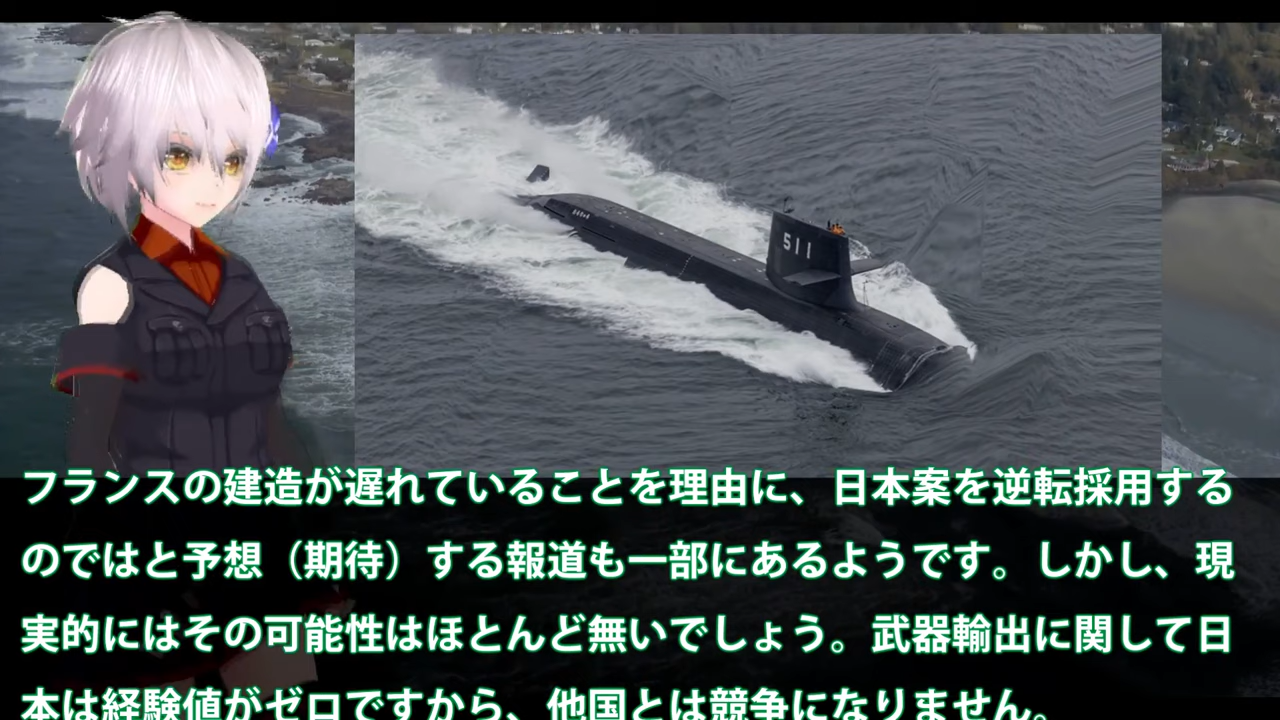 511
フランスの建造が遅れていることを理由に、日本案を逆転採用する
のではと予想（期待）する報道も一部にあるようです。しかし、現
実的にはその可能性はほとんど無いでしょう。武器輸出に関して日
本は経験値がゼロですから、他国とは競争になりません。